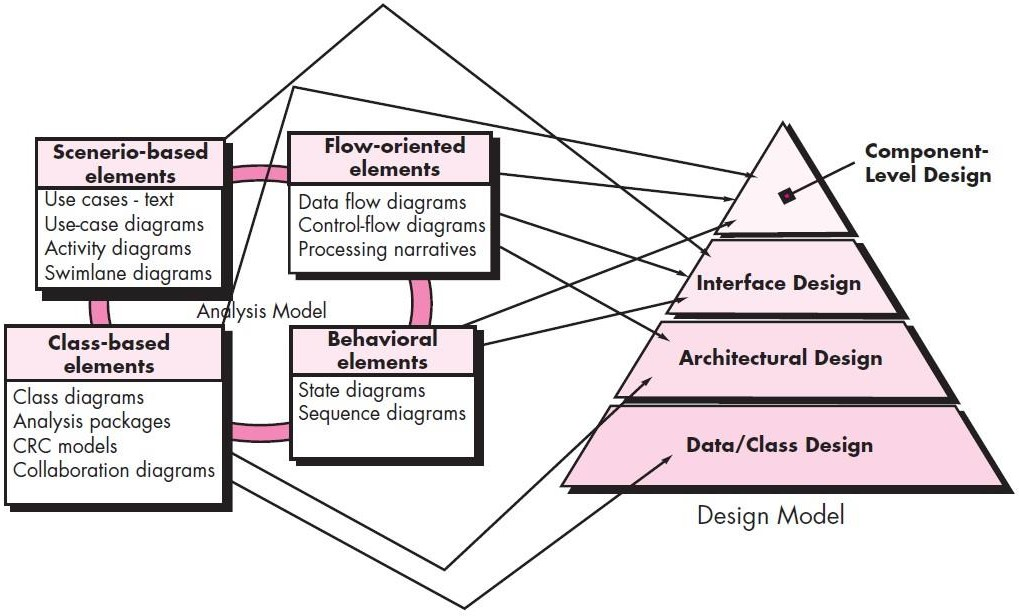 Scenerio-based
elements
Use cases - text
Use-case diagrams
Activity diagrams
Swimlane diagrams
Flow-oriented
elements
Data flow diagrams
Control-flow diagrams
Processing narratives
Analysis Model
Class-based
elements
Class diagrams
Analysis packages
CRC models
Collaboration diagrams
Behavioral
elements
State diagrams
Sequence diagrams
Component-
Level Design
Interface Design
Architectural Design
Data/Class Design
Design Model